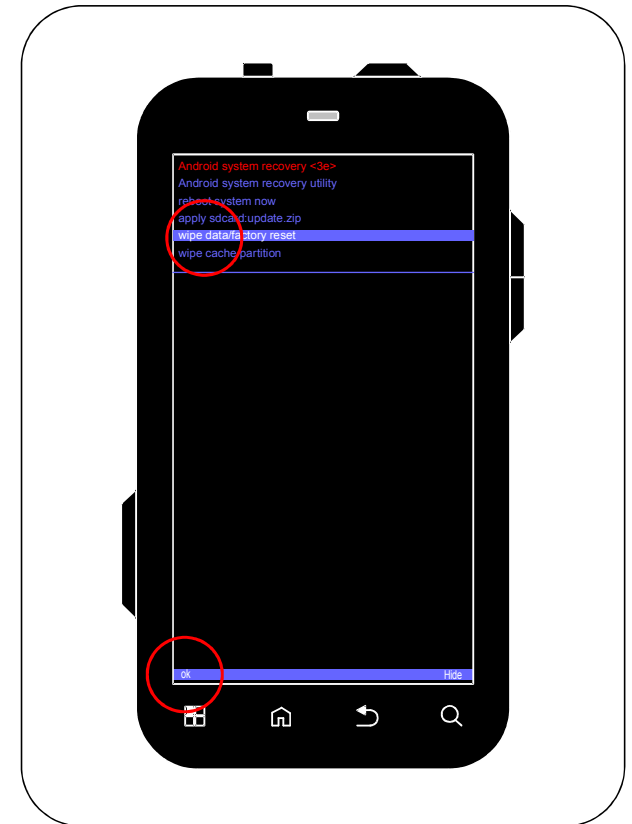 Android system recovery <3e>
Android system recovery utility
reboot system now
apply sdcard:update.zip
wipe data/factory reset
wipe cache partition
ok Hide